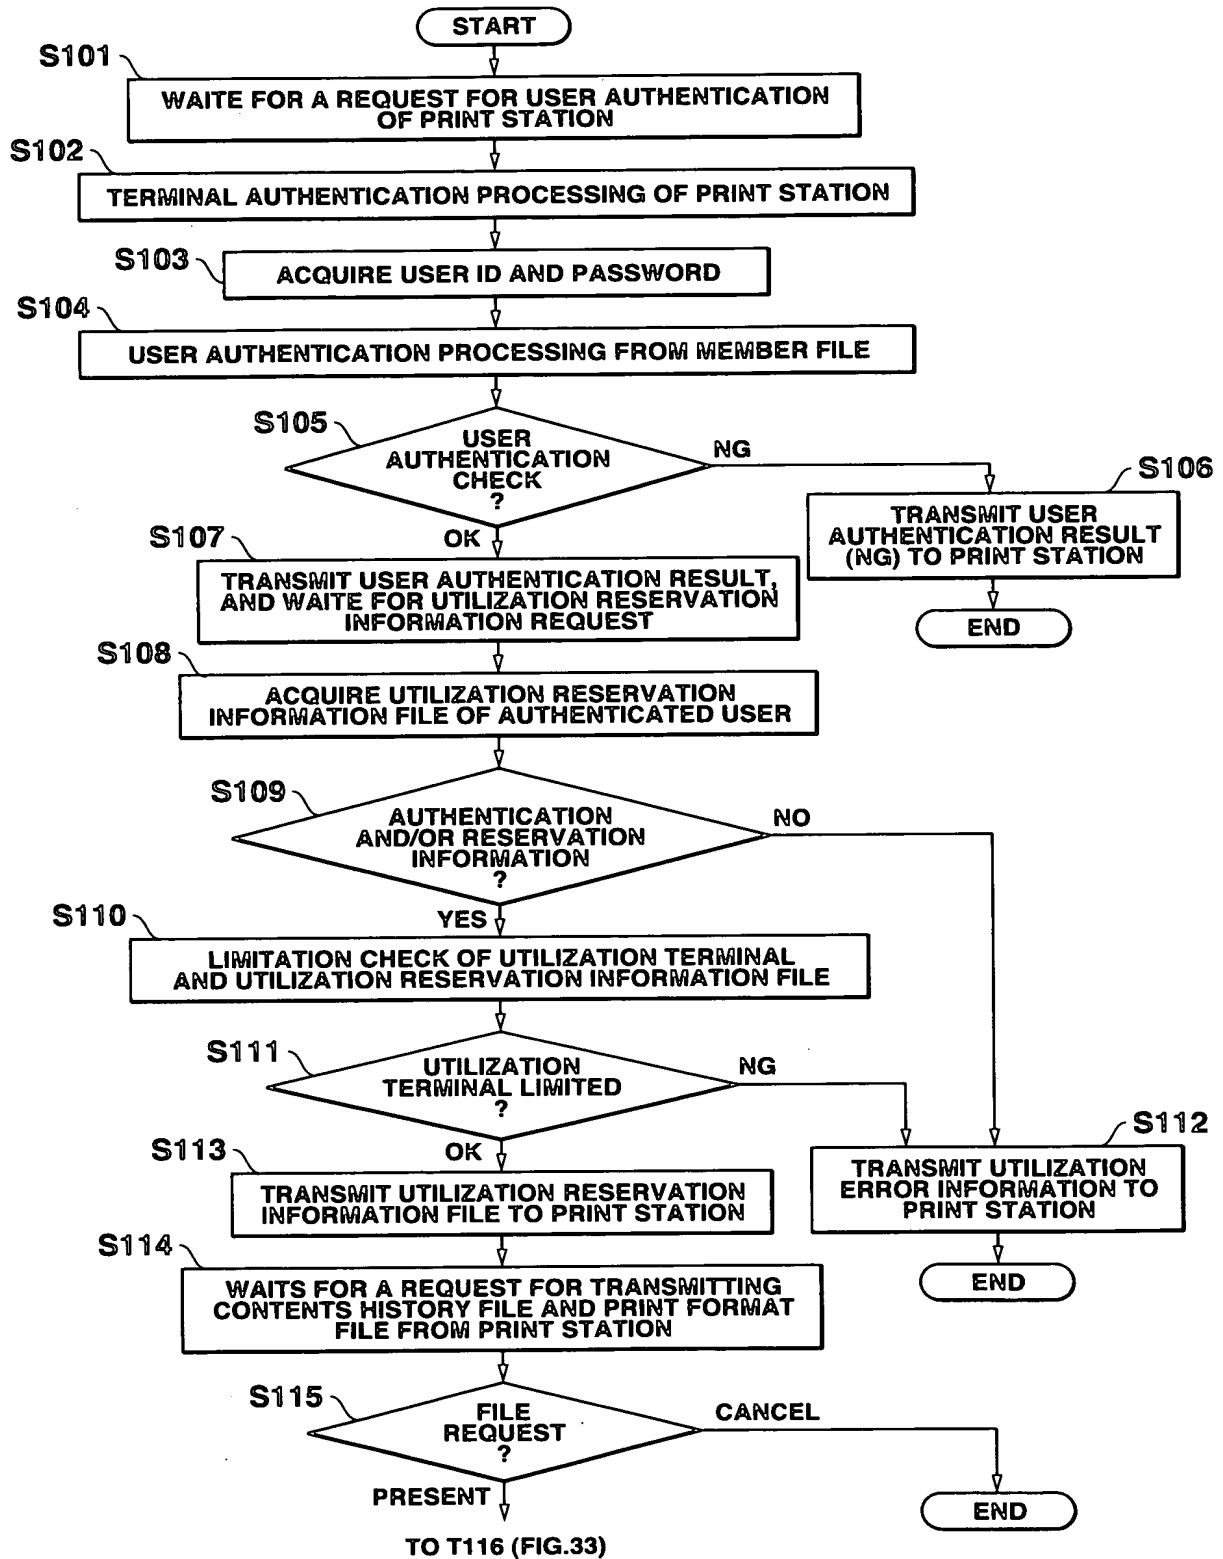 START
S101
WAITE FOR A REQUEST FOR USER AUTHENTICATION
OF PRINT STATION
S102
TERMINAL AUTHENTICATION PROCESSING OF PRINT STATION
S103
ACQUIRE USER ID AND PASSWORD
S104
USER AUTHENTICATION PROCESSING FROM MEMBER FILE
S105
USER
AUTHENTICATION
CHECK
?
NG
S106
TRANSMIT USER
AUTHENTICATION RESULT
(NG) TO PRINT STATION
END
OK
S107
TRANSMIT USER AUTHENTICATION RESULT,
AND WAITE FOR UTILIZATION RESERVATION
INFORMATION REQUEST
S108
ACQUIRE UTILIZATION RESERVATION
INFORMATION FILE OF AUTHENTICATED USER
S109
AUTHENTICATION
AND/OR RESERVATION
INFORMATION
?
NO
YES
S110
LIMITATION CHECK OF UTILIZATION TERMINAL
AND UTILIZATION RESERVATION INFORMATION FILE
S111
UTILIZATION
TERMINAL LIMITED
?
NG
S112
TRANSMIT UTILIZATION
ERROR INFORMATION TO
PRINT STATION
END
OK
S113
TRANSMIT UTILIZATION RESERVATION
INFORMATION FILE TO PRINT STATION
S114
WAITS FOR A REQUEST FOR TRANSMITTING
CONTENTS HISTORY FILE AND PRINT FORMAT
FILE FROM PRINT STATION
S115
FILE
REQUEST
?
CANCEL
END
PRESENT
TO T116 (FIG.33)